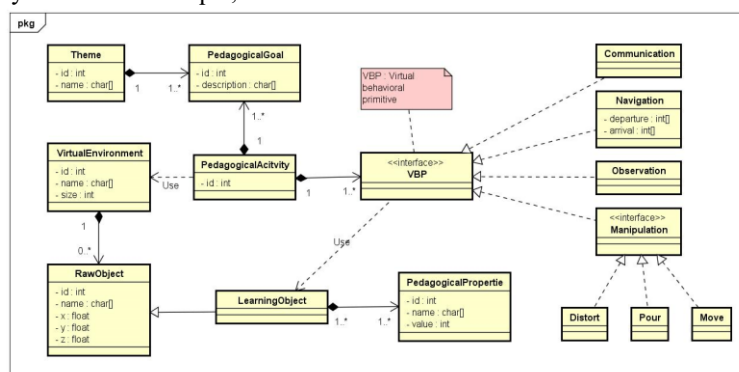 pkg
Theme
- id : int
- name : char[]
1
1..*
PedagogicalGoal
- id : int
- description : char[]
VBP : Virtual
behavioral
primitive
Communication
Navigation
- departure : int[]
- arrival : int[]
1..*
1
VirtualEnvironment
- id : int
- name : char[]
- size : int
Use
PedagogicalAcitvity
- id : int
1
1..*
<<interface>>
VBP
Observation
<<interface>>
Manipulation
1
0..*
Use
RawObject
- id : int
- name : char[]
- x : float
- y : float
- z : float
LearningObject
1..*
1..*
PedagogicalPropertie
- id : int
- name : char[]
- value : int
Distort
Pour
Move